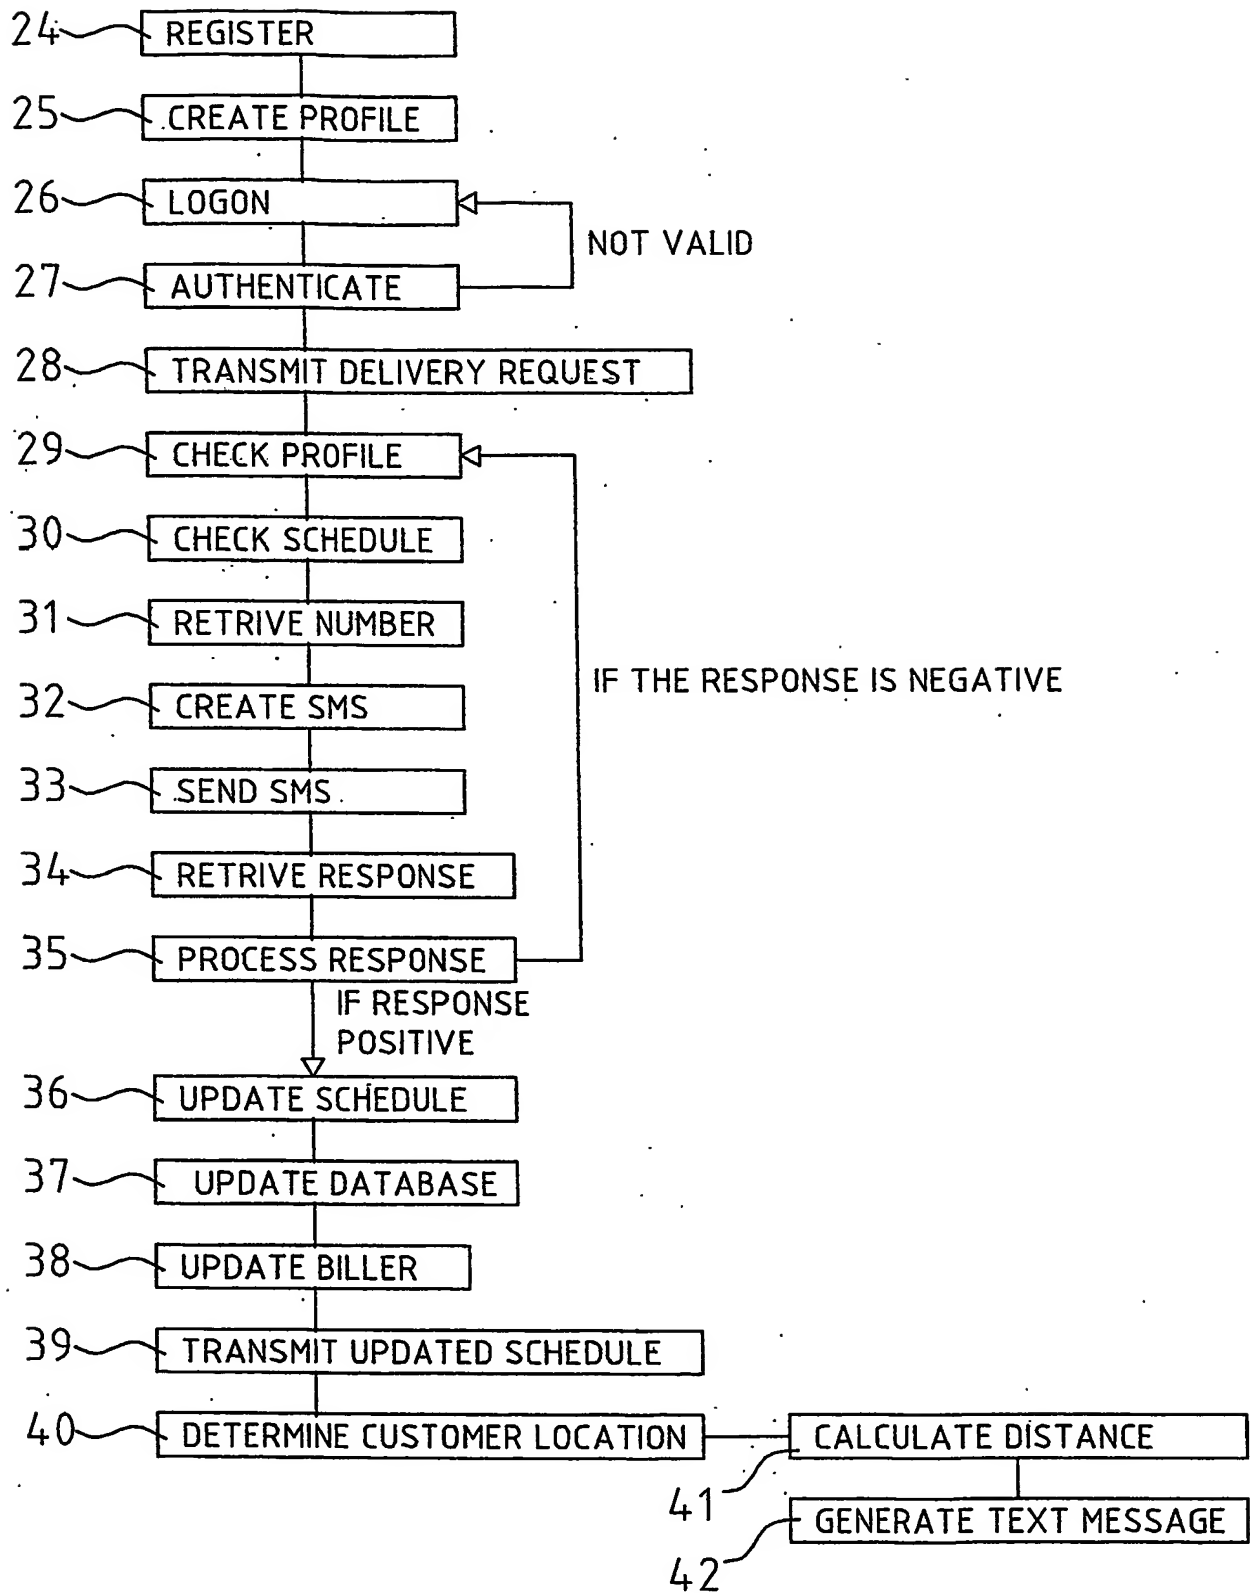 24 REGISTER
25 CREATE PROFILE
26 LOGON
NOT VALID
27 AUTHENTICATE
28 TRANSMIT DELIVERY REQUEST
29 CHECK PROFILE
30 CHECK SCHEDULE
31 RETRIVE NUMBER
IF THE RESPONSE IS NEGATIVE
32 CREATE SMS
33 SEND SMS
34 RETRIVE RESPONSE
35 PROCESS RESPONSE
IF RESPONSE
POSITIVE
36 UPDATE SCHEDULE
37 UPDATE DATABASE
38 UPDATE BILLER
39 TRANSMIT UPDATED SCHEDULE
40 DETERMINE CUSTOMER LOCATION
CALCULATE DISTANCE
41
GENERATE TEXT MESSAGE
42